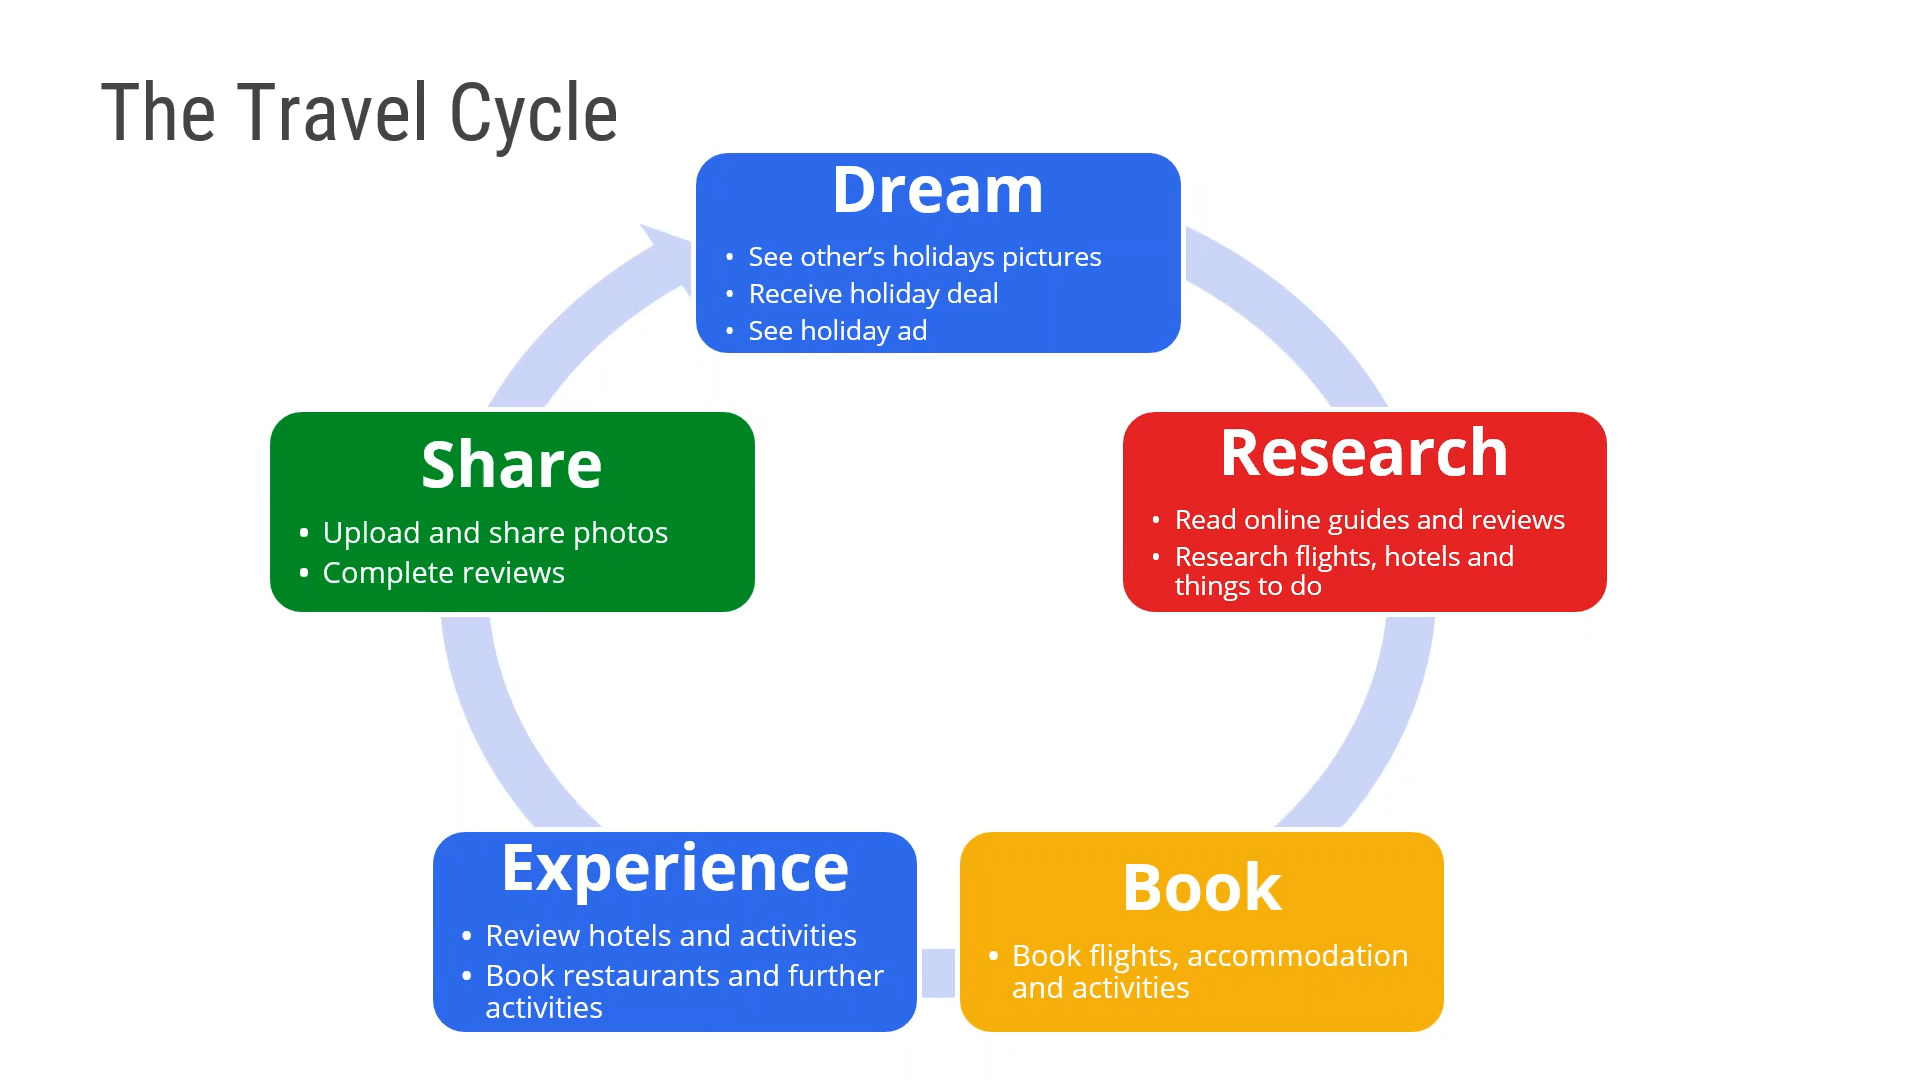 The Travel Cycle
Dream
• See other’s holidays pictures
• Receive holiday deal
• See holiday ad
Research
• Read online guides and reviews
• Research flights, hotels and
things to do
Book
• Book flights, accommodation
and activities
Experience
• Review hotels and activities
• Book restaurants and further
activities
Share
• Upload and share photos
• Complete reviews